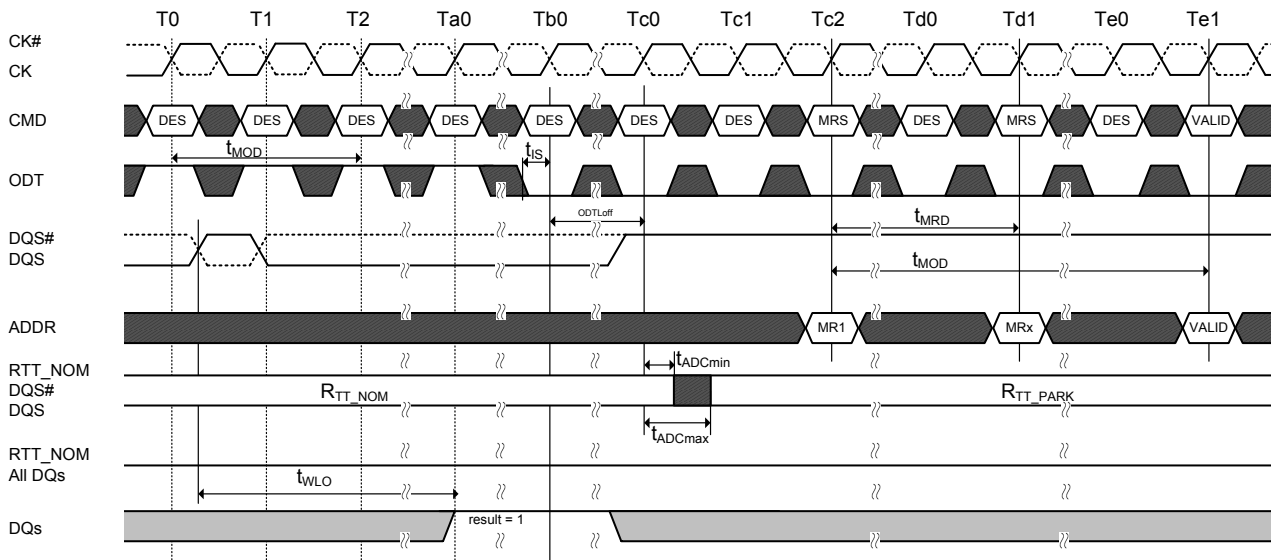 T0 T1 T2 Ta0 Tb0 Tc0 Tc1 Tc2 Td0 Td1 Te0 Te1
CK#
CK
CMD DES DES DES DES DES DES DES MRS DES MRS DES VALID
tMOD
tIS
ODT
ODTLoff
tMRD
DQS#
DQS
tMOD
ADDR MR1 MRx VALID
RTT_NOM
tADCmin
DQS#
RTT_NOM RTT_PARK
DQS
tADCmax
RTT_NOM
All DQs
tWLO
result = 1
DQs